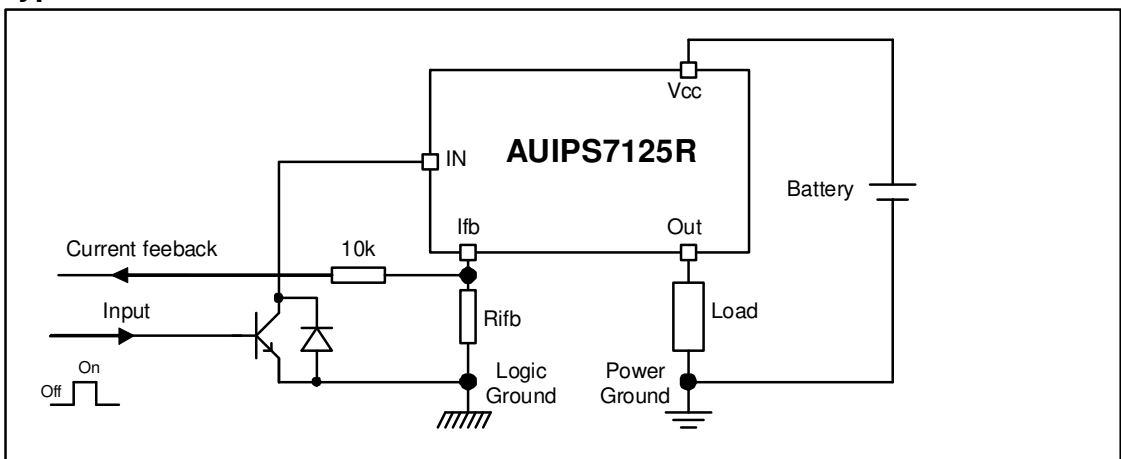 Vcc
AUIPS7125R
IN
Battery
Ifb
Out
Current feeback
10k
Input
Rifb
Load
On
Off
Logic
Ground
Power
Ground